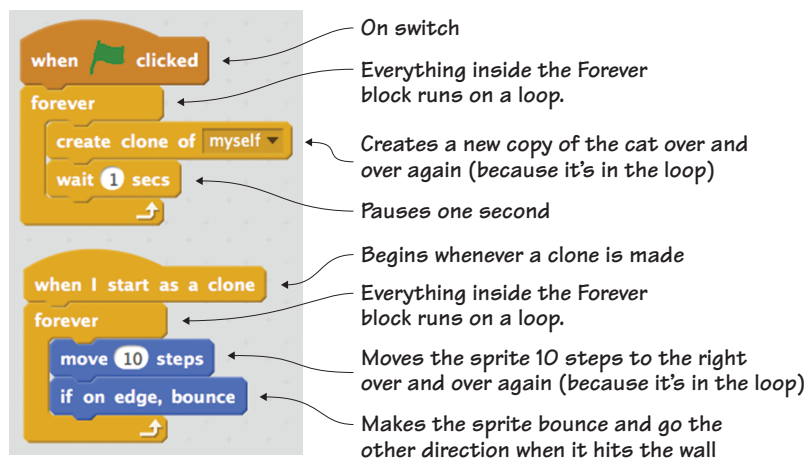 when clicked
On switch
forever
Everything inside the Forever
block runs on a loop.
create clone of myself
Creates a new copy of the cat over and
over again (because it's in the loop)
wait 1 secs
Pauses one second
when I start as a clone
Begins whenever a clone is made
forever
Everything inside the Forever
block runs on a loop.
move 10 steps
Moves the sprite 10 steps to the right
over and over again (because it's in the loop)
if on edge, bounce
Makes the sprite bounce and go the
other direction when it hits the wall